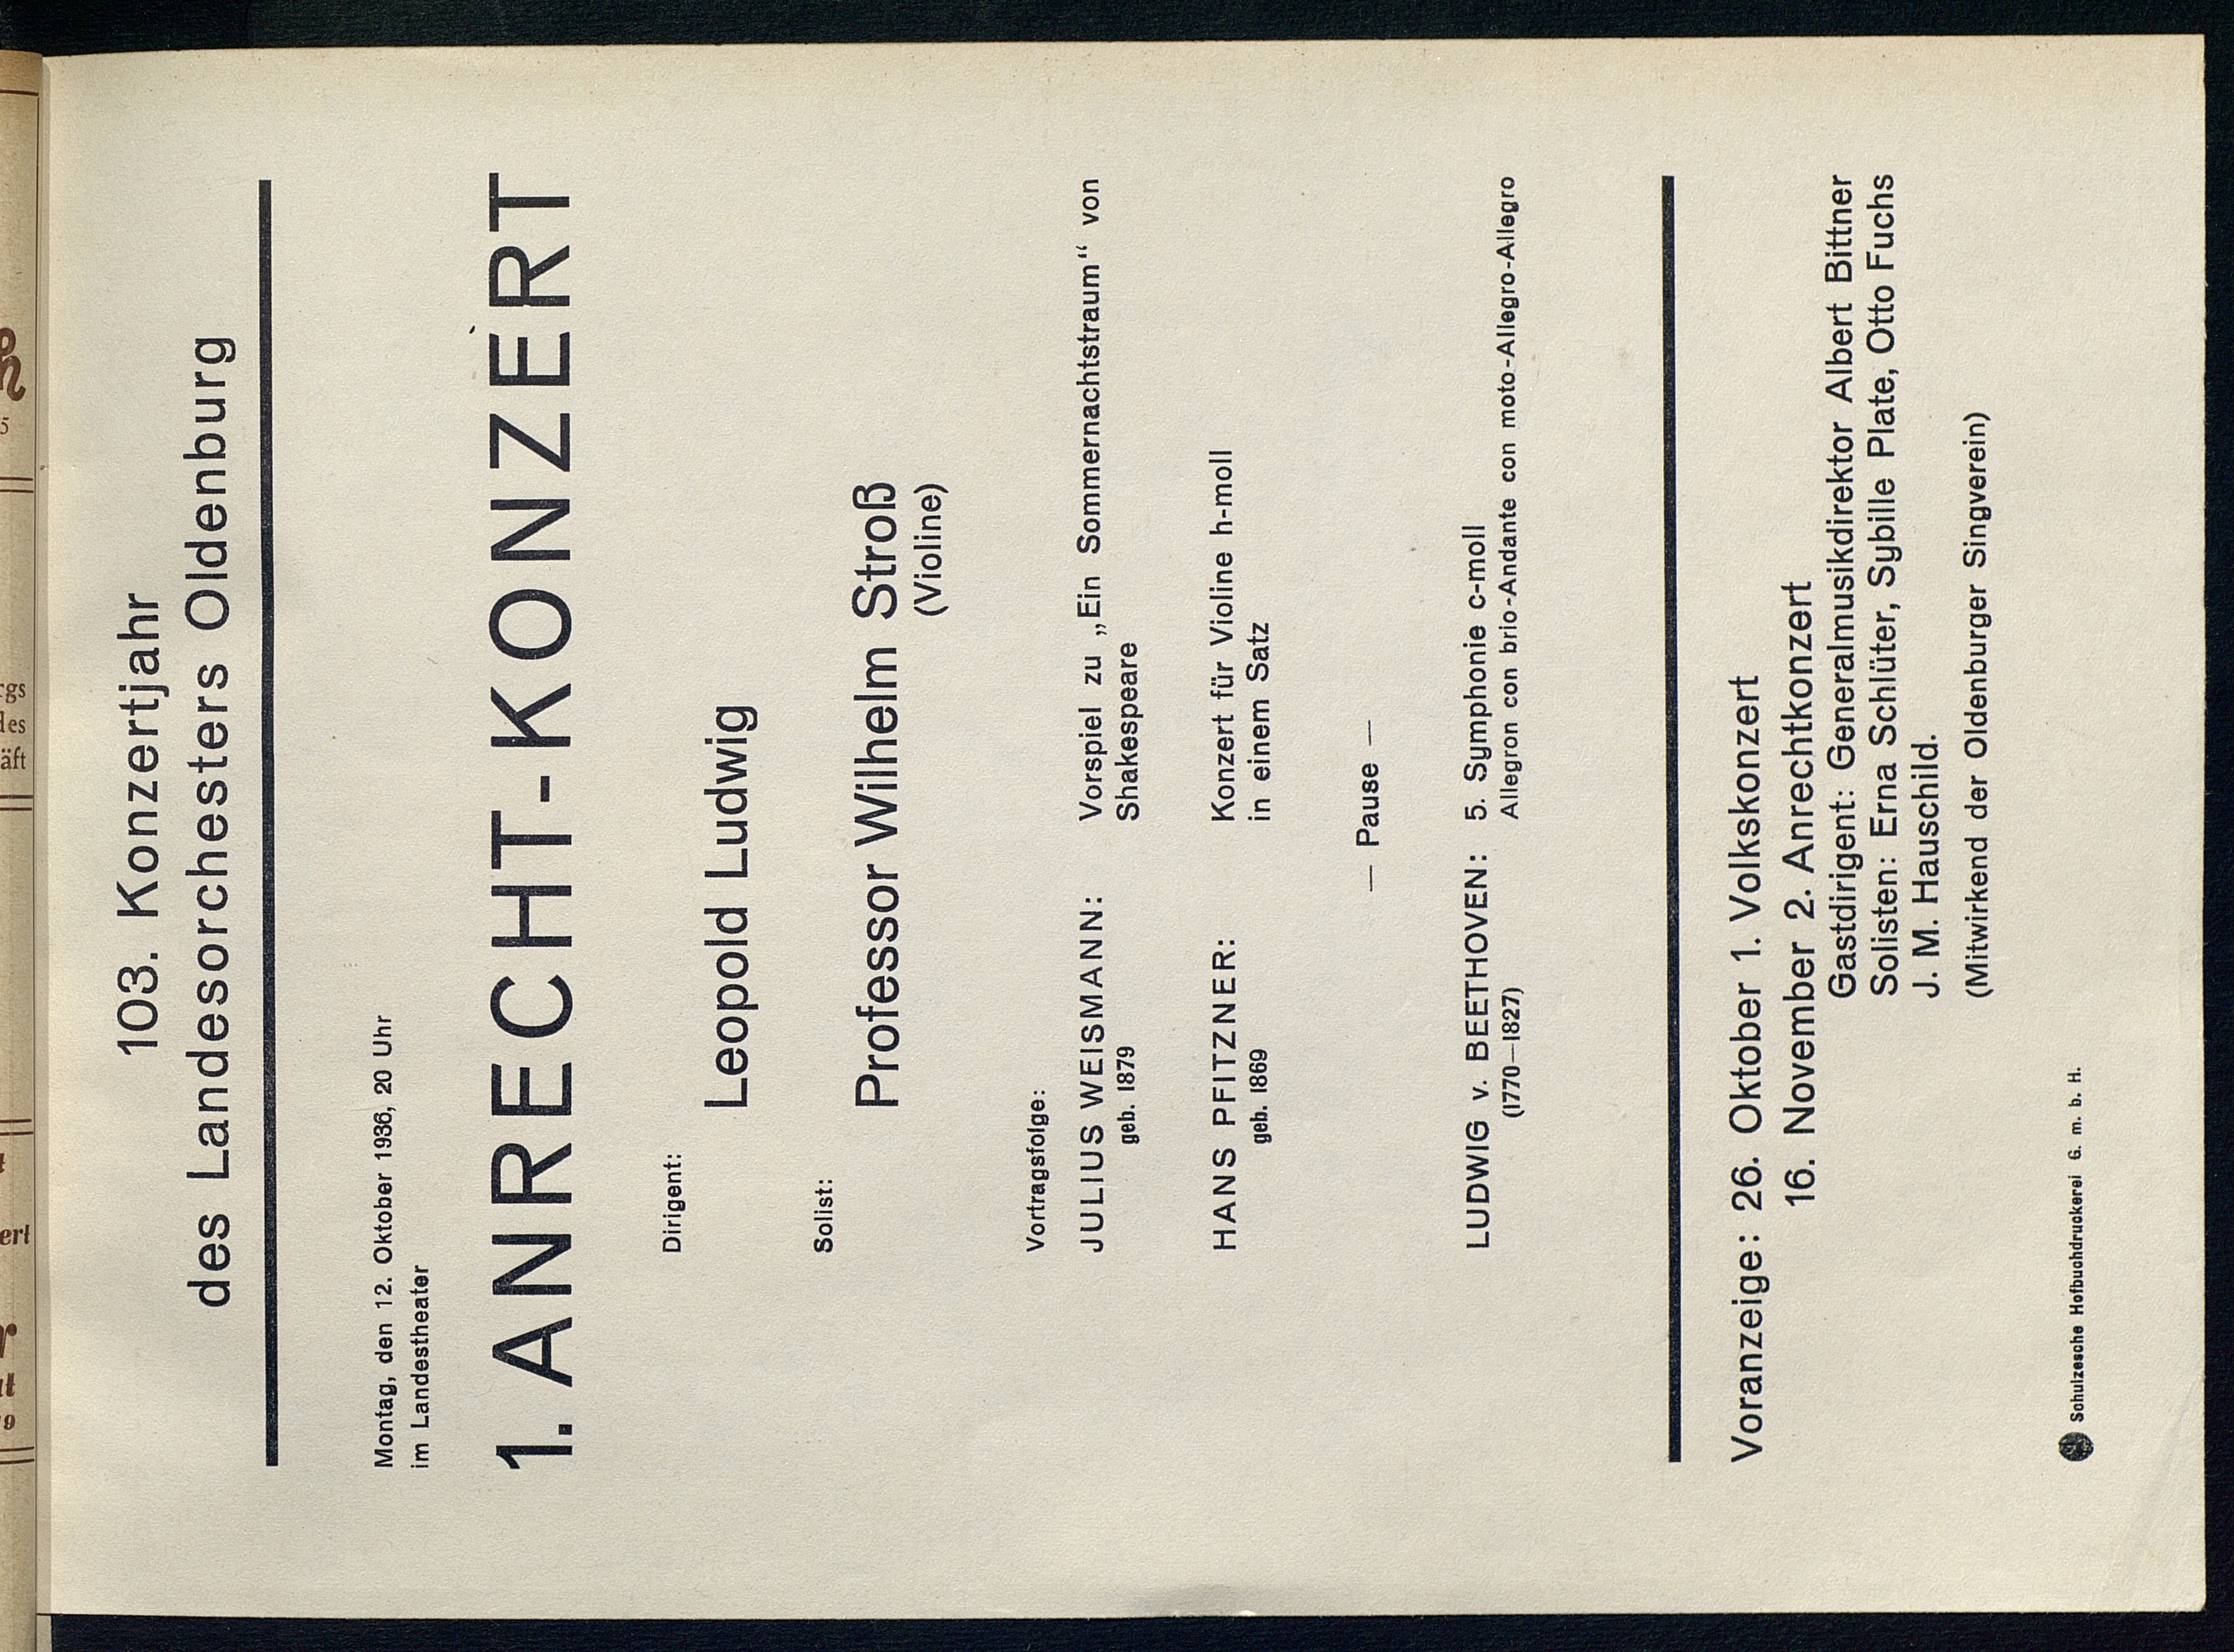 103. Konzertjahr
des Landesorchesters Oldenburg
Montag, den 12. Oktober 1936, 20 Uhr
im Landestheater
1. ANRECHT-KONZERT
Dirigent:
Leopold Ludwig
Solist:
Professor Wilhelm Stroß
(Violine)
Vortragsfolge:
JULIUS WEISMANN: Vorspiel zu „Ein Sommernachtstraum“ von
geb. 1879 Shakespeare
HANS PFITZNER: Konzert für Violine h-moll
geb. 1869 in einem Satz
— Pause —
LUDWIG v. BEETHOVEN: 5. Symphonie c-moll
(1770—1827) Allegron con brio-Andante con moto-Allegro-Allegro
Voranzeige: 26. Oktober 1. Volkskonzert
16. November 2. Anrechtkonzert
Gastdirigent: Generalmusikdirektor Albert Bittner
Solisten: Erna Schlüter, Sybille Plate, Otto Fuchs
J. M. Hauschild.
(Mitwirkend der Oldenburger Singverein)
Schulzesche Hofbuchdruckerei G. m. b. H.